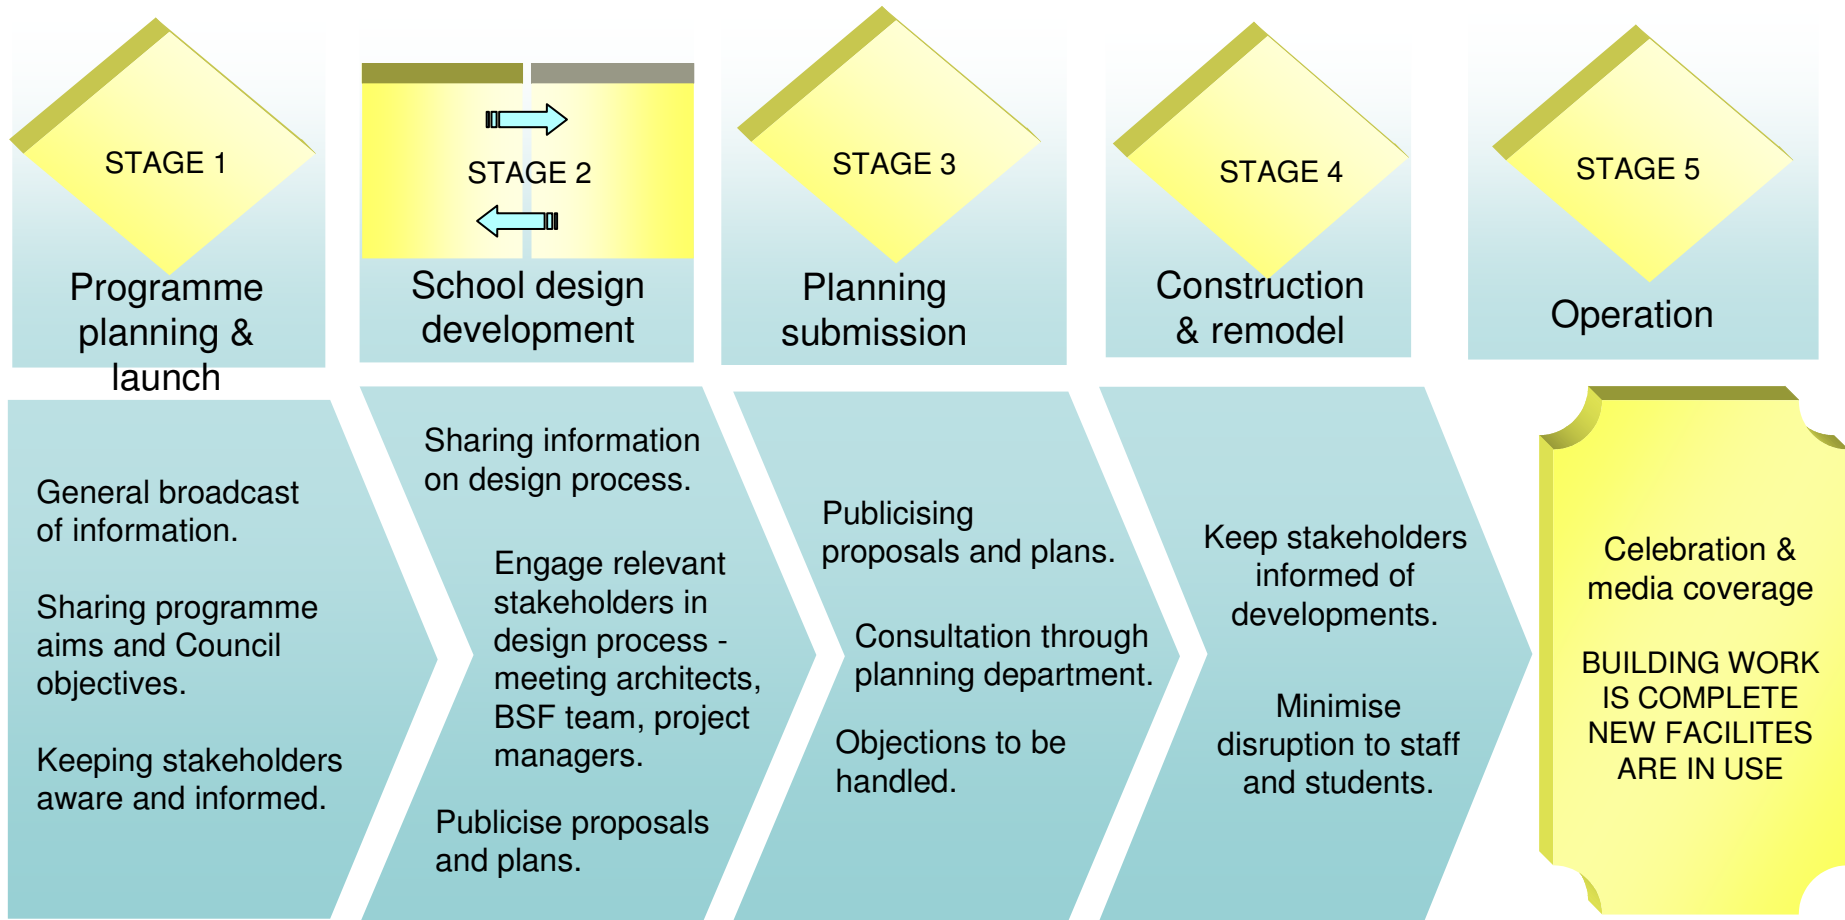 STAGE 1
Programme
planning &
launch
General broadcast
of information.
Sharing programme
aims and Council
objectives.
Keeping stakeholders
aware and informed.
STAGE 2
School design
development
Sharing information
on design process.
Engage relevant
stakeholders in
design process -
meeting architects,
BSF team, project
managers.
Publicise proposals
and plans.
STAGE 3
Planning
submission
Publicising
proposals and plans.
Consultation through
planning department.
Objections to be
handled.
STAGE 4
Construction
& remodel
Keep stakeholders
informed of
developments.
Minimise
disruption to staff
and students.
STAGE 5
Operation
Celebration &
media coverage
BUILDING WORK
IS COMPLETE
NEW FACILITES
ARE IN USE